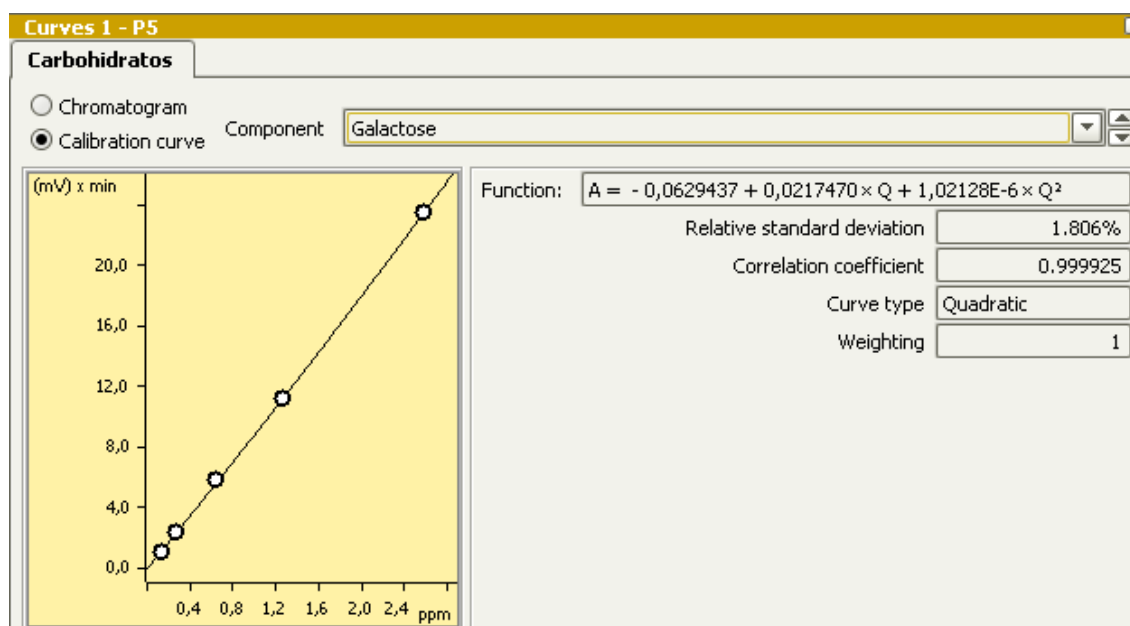 Curves 1 - P5
Carbohidratos
Chromatogram
Calibration curve
Component
Galactose
(mV) x min
20,0
16,0
12,0
8,0
4,0
0,0
0,4 0,8 1,2 1,6 2,0 2,4 ppm
Function: A = - 0,0629437 + 0,0217470 × Q + 1,02128E-6 × Q²
Relative standard deviation 1.806%
Correlation coefficient 0.999925
Curve type Quadratic
Weighting 1